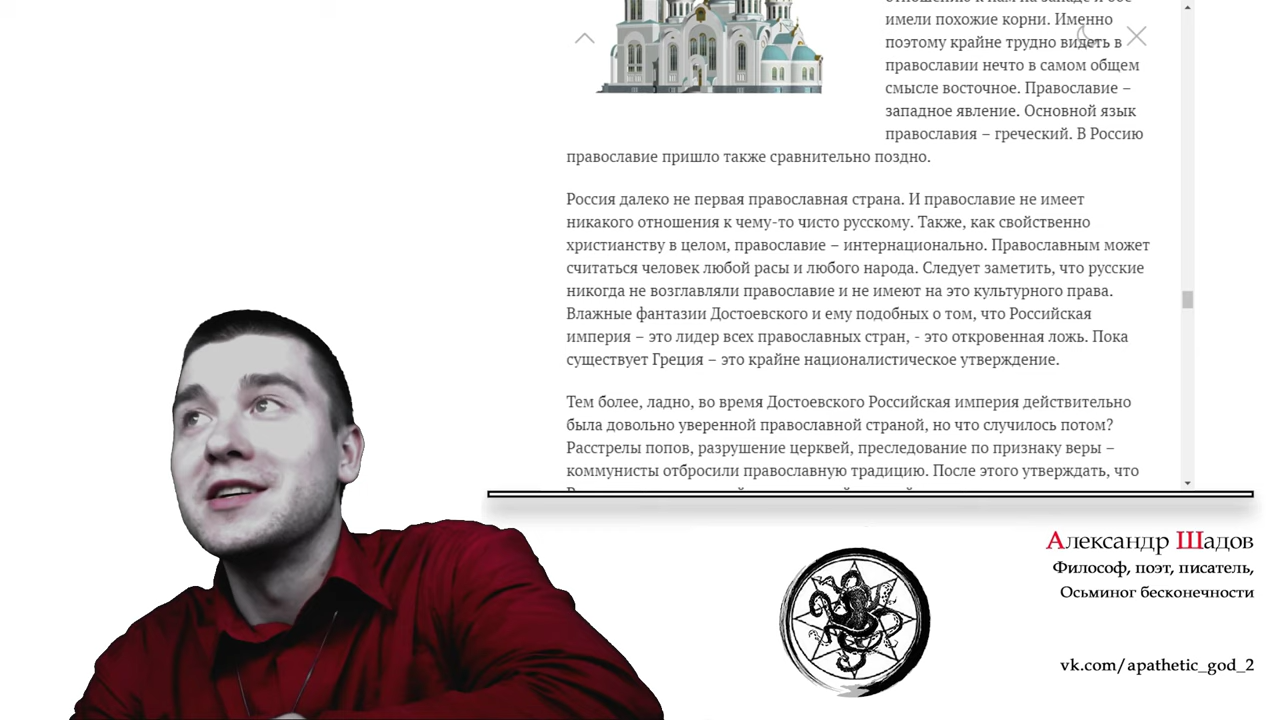 имели похожие корни. Именно
поэтому крайне трудно видеть в
православии нечто в самом общем
смысле восточное. Православие –
западное явление. Основной язык
православия – греческий. В Россию
православие пришло также сравнительно поздно.
Россия далеко не первая православная страна. И православие не имеет
никакого отношения к чему-то чисто русскому. Также, как свойственно
христианству в целом, православие – интернационально. Православным может
считаться человек любой расы и любого народа. Следует заметить, что русские
никогда не возглавляли православие и не имеют на это культурного права.
Влажные фантазии Достоевского и ему подобных о том, что Российская
империя – это лидер всех православных стран, - это откровенная ложь. Пока
существует Греция – это крайне националистическое утверждение.
Тем более, ладно, во время Достоевского Российская империя действительно
была довольно уверенной православной страной, но что случилось потом?
Расстрелы попов, разрушение церквей, преследование по признаку веры –
коммунисты отбросили православную традицию. После этого утверждать, что
Александр Шадов
Философ, поэт, писатель,
Осьминог бесконечности
vk.com/apathetic_god_2